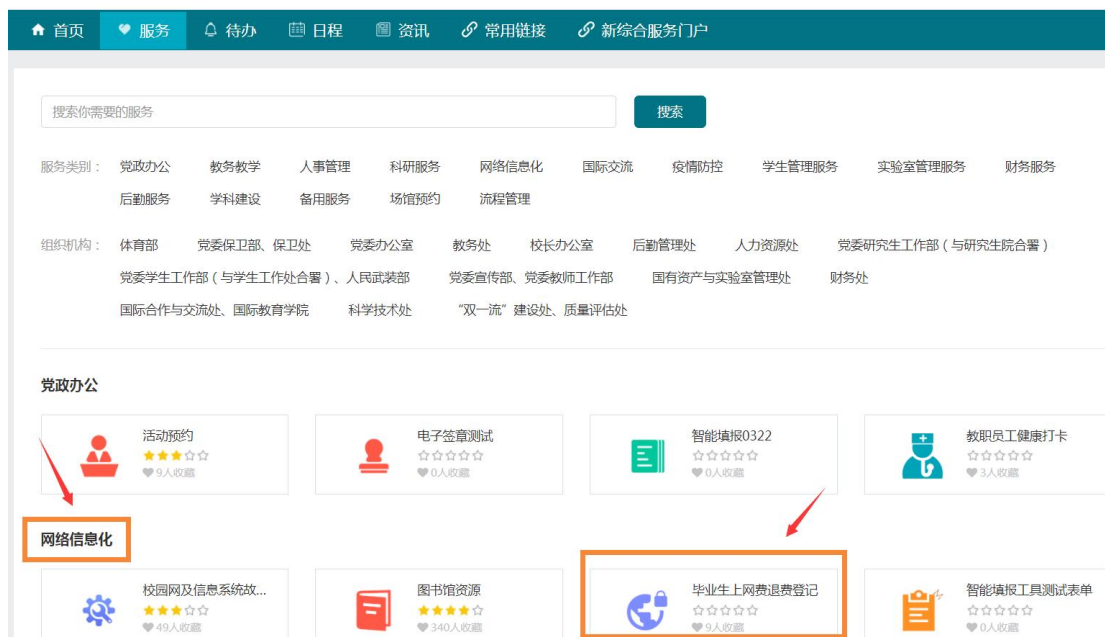 首页 服务 待办 日程 资讯 常用链接 新综合服务门户
搜索你需要的服务 搜索
服务类别： 党政办公 教务教学 人事管理 科研服务 网络信息化 国际交流 疫情防控 学生管理服务 实验室管理服务 财务服务
后勤服务 学科建设 备用服务 场馆预约 流程管理
组织机构： 体育部 党委保卫部、保卫处 党委办公室 教务处 校长办公室 后勤管理处 人力资源处 党委研究生工作部（与研究生院合署）
党委学生工作部（与学生工作处合署）、人民武装部 党委宣传部、党委教师工作部 国有资产与实验室管理处 财务处
国际合作与交流处、国际教育学院 科学技术处 “双一流”建设处、质量评估处
党政办公
活动预约 电子签章测试 智能填报0322 教职员工健康打卡
9人收藏 0人收藏 0人收藏 3人收藏
网络信息化
校园网及信息系统故... 图书馆资源 毕业生上网费退费登记 智能填报工具测试表单
49人收藏 340人收藏 9人收藏 0人收藏